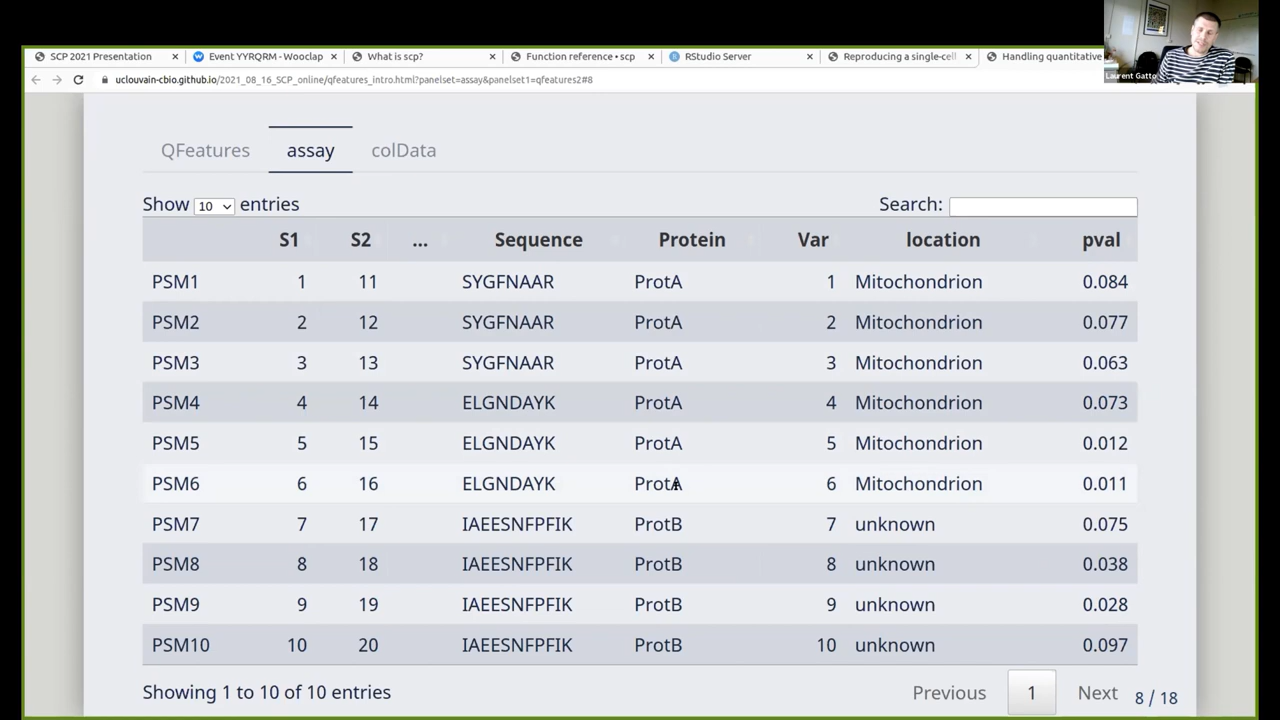 SCP 2021 Presentation
Event YYRQRM - Wooclap
What is scp?
Function reference • scp
RStudio Server
Reproducing a single-cell
Handling quantitative
Laurent Gatto
uclouvain-cbio.github.io/2021_08_16_SCP_online/qfeatures_intro.html?panelset=assay&panelset1=qfeatures2#8
QFeatures assay colData
Show 10 entries Search:
S1 S2 ... Sequence Protein Var location pval
PSM1 1 11 SYGFNAAR ProtA 1 Mitochondrion 0.084
PSM2 2 12 SYGFNAAR ProtA 2 Mitochondrion 0.077
PSM3 3 13 SYGFNAAR ProtA 3 Mitochondrion 0.063
PSM4 4 14 ELGNDAYK ProtA 4 Mitochondrion 0.073
PSM5 5 15 ELGNDAYK ProtA 5 Mitochondrion 0.012
PSM6 6 16 ELGNDAYK ProtA 6 Mitochondrion 0.011
PSM7 7 17 IAEESNFPFIK ProtB 7 unknown 0.075
PSM8 8 18 IAEESNFPFIK ProtB 8 unknown 0.038
PSM9 9 19 IAEESNFPFIK ProtB 9 unknown 0.028
PSM10 10 20 IAEESNFPFIK ProtB 10 unknown 0.097
Showing 1 to 10 of 10 entries Previous 1 Next
8 / 18